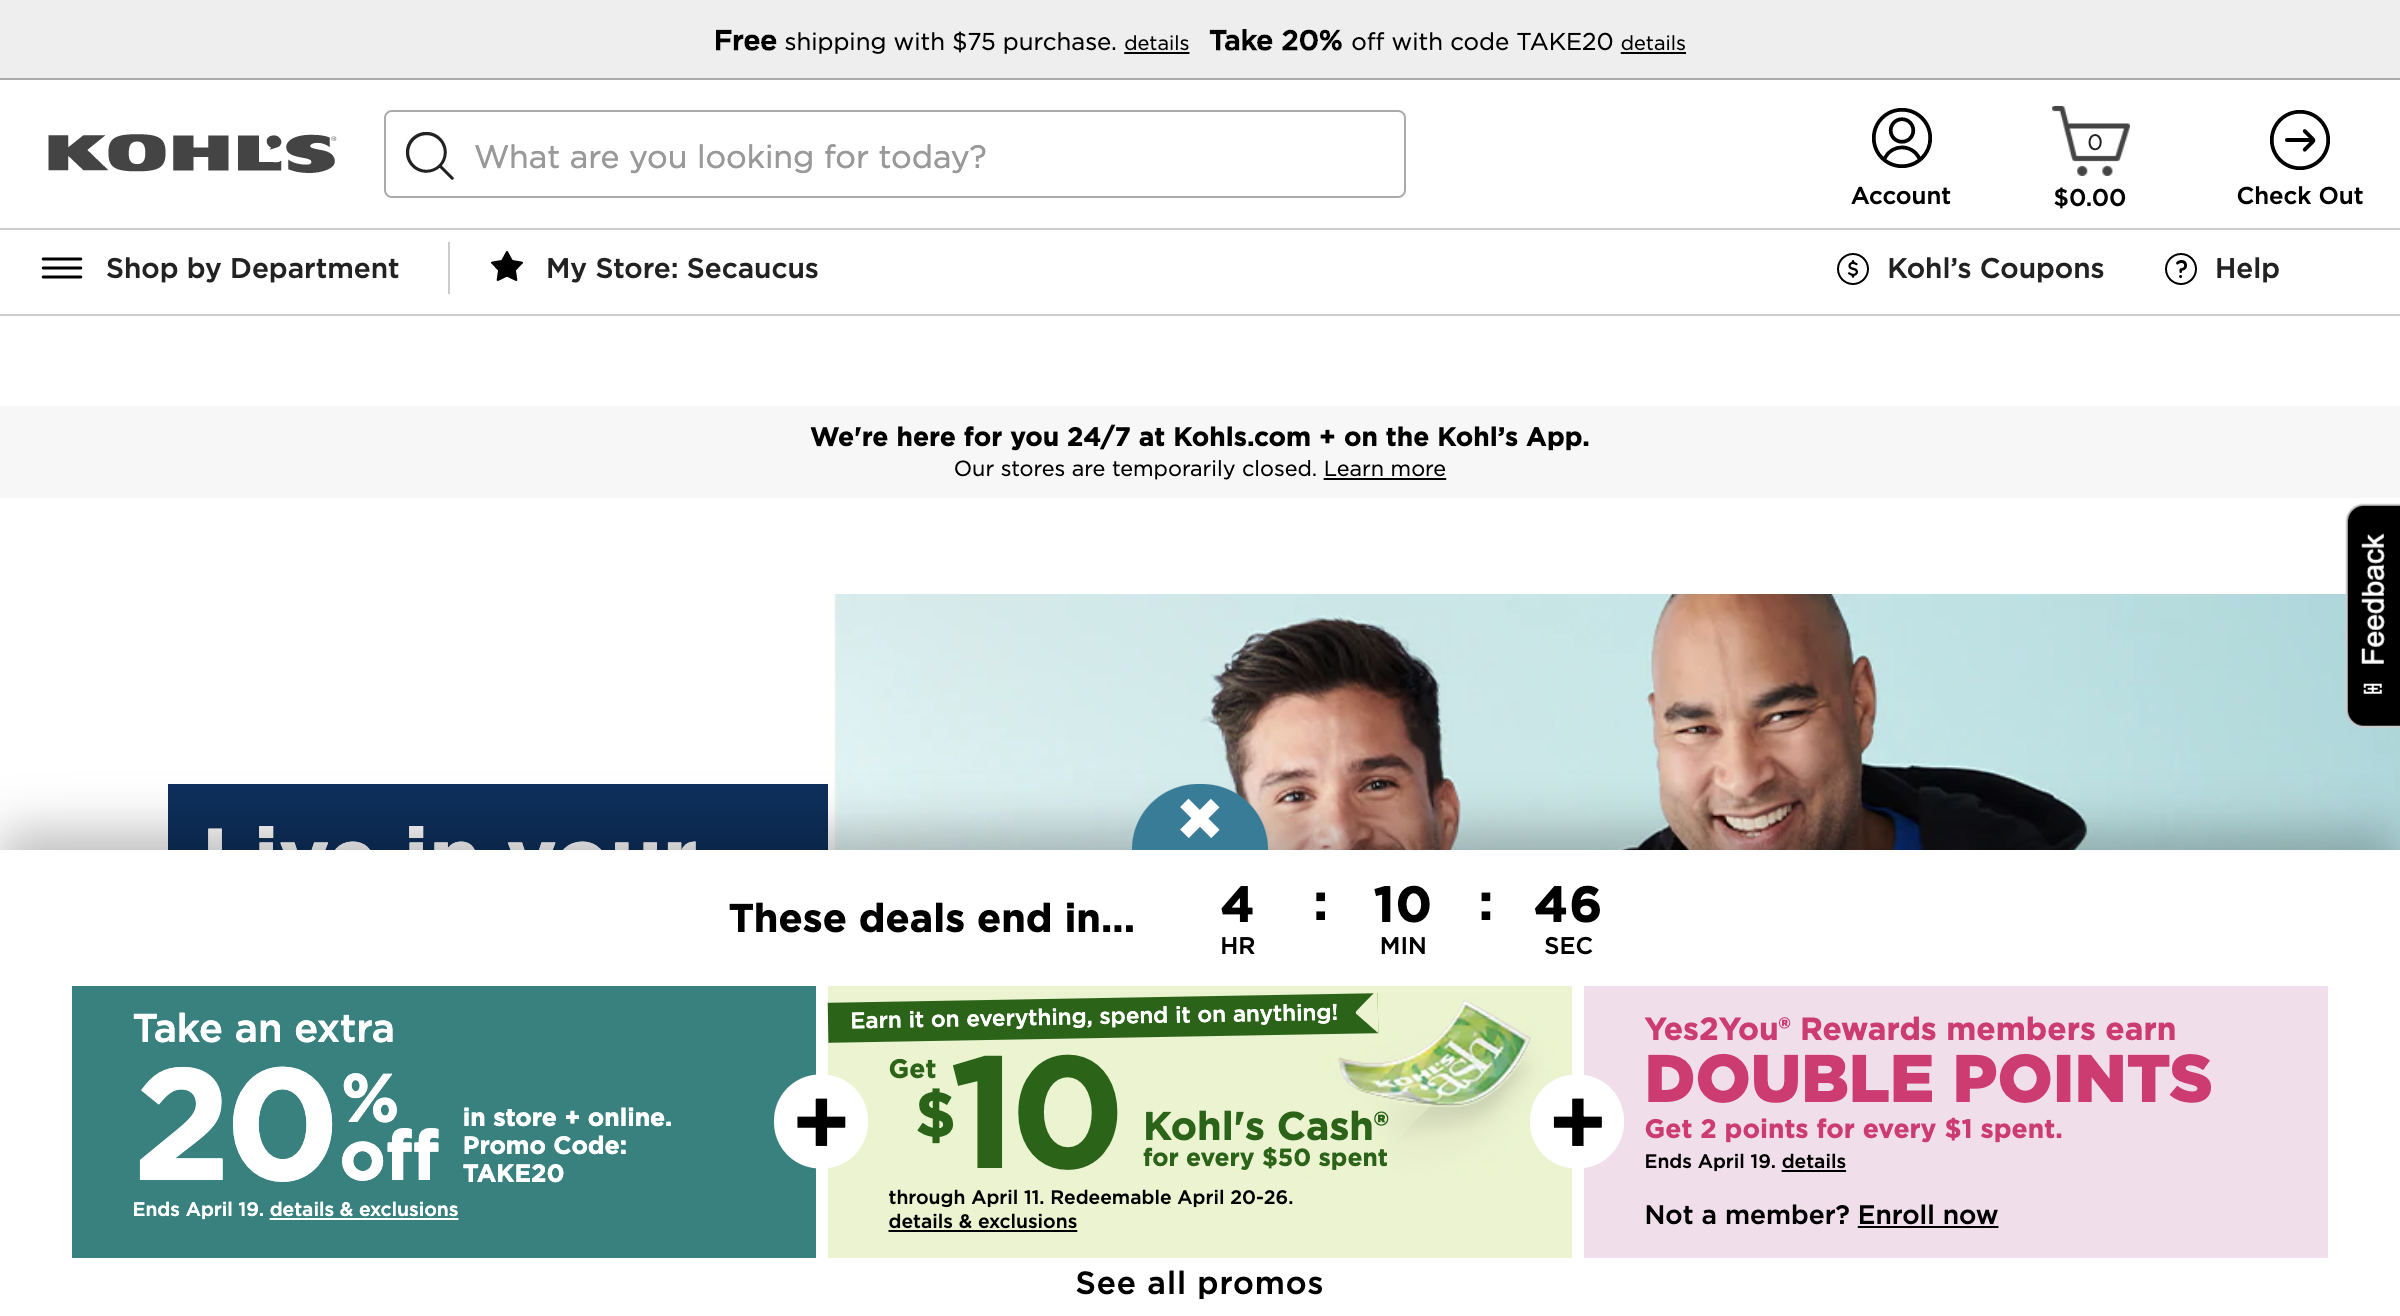 Free shipping with $75 purchase. details Take 20% off with code TAKE20 details
KOHL'S
What are you looking for today?
Account
0
$0.00
Check Out
Shop by Department
My Store: Secaucus
$ Kohl’s Coupons
? Help
We're here for you 24/7 at Kohls.com + on the Kohl’s App.
Our stores are temporarily closed. Learn more
Feedback
Live in your
These deals end in...
4 : 10 : 46
HR MIN SEC
Take an extra
20% off
in store + online.
Promo Code:
TAKE20
Ends April 19. details & exclusions
+
Earn it on everything, spend it on anything!
Get
$10
Kohl's Cash®
for every $50 spent
KOHL'S
Cash
through April 11. Redeemable April 20-26.
details & exclusions
+
Yes2You® Rewards members earn
DOUBLE POINTS
Get 2 points for every $1 spent.
Ends April 19. details
Not a member? Enroll now
See all promos